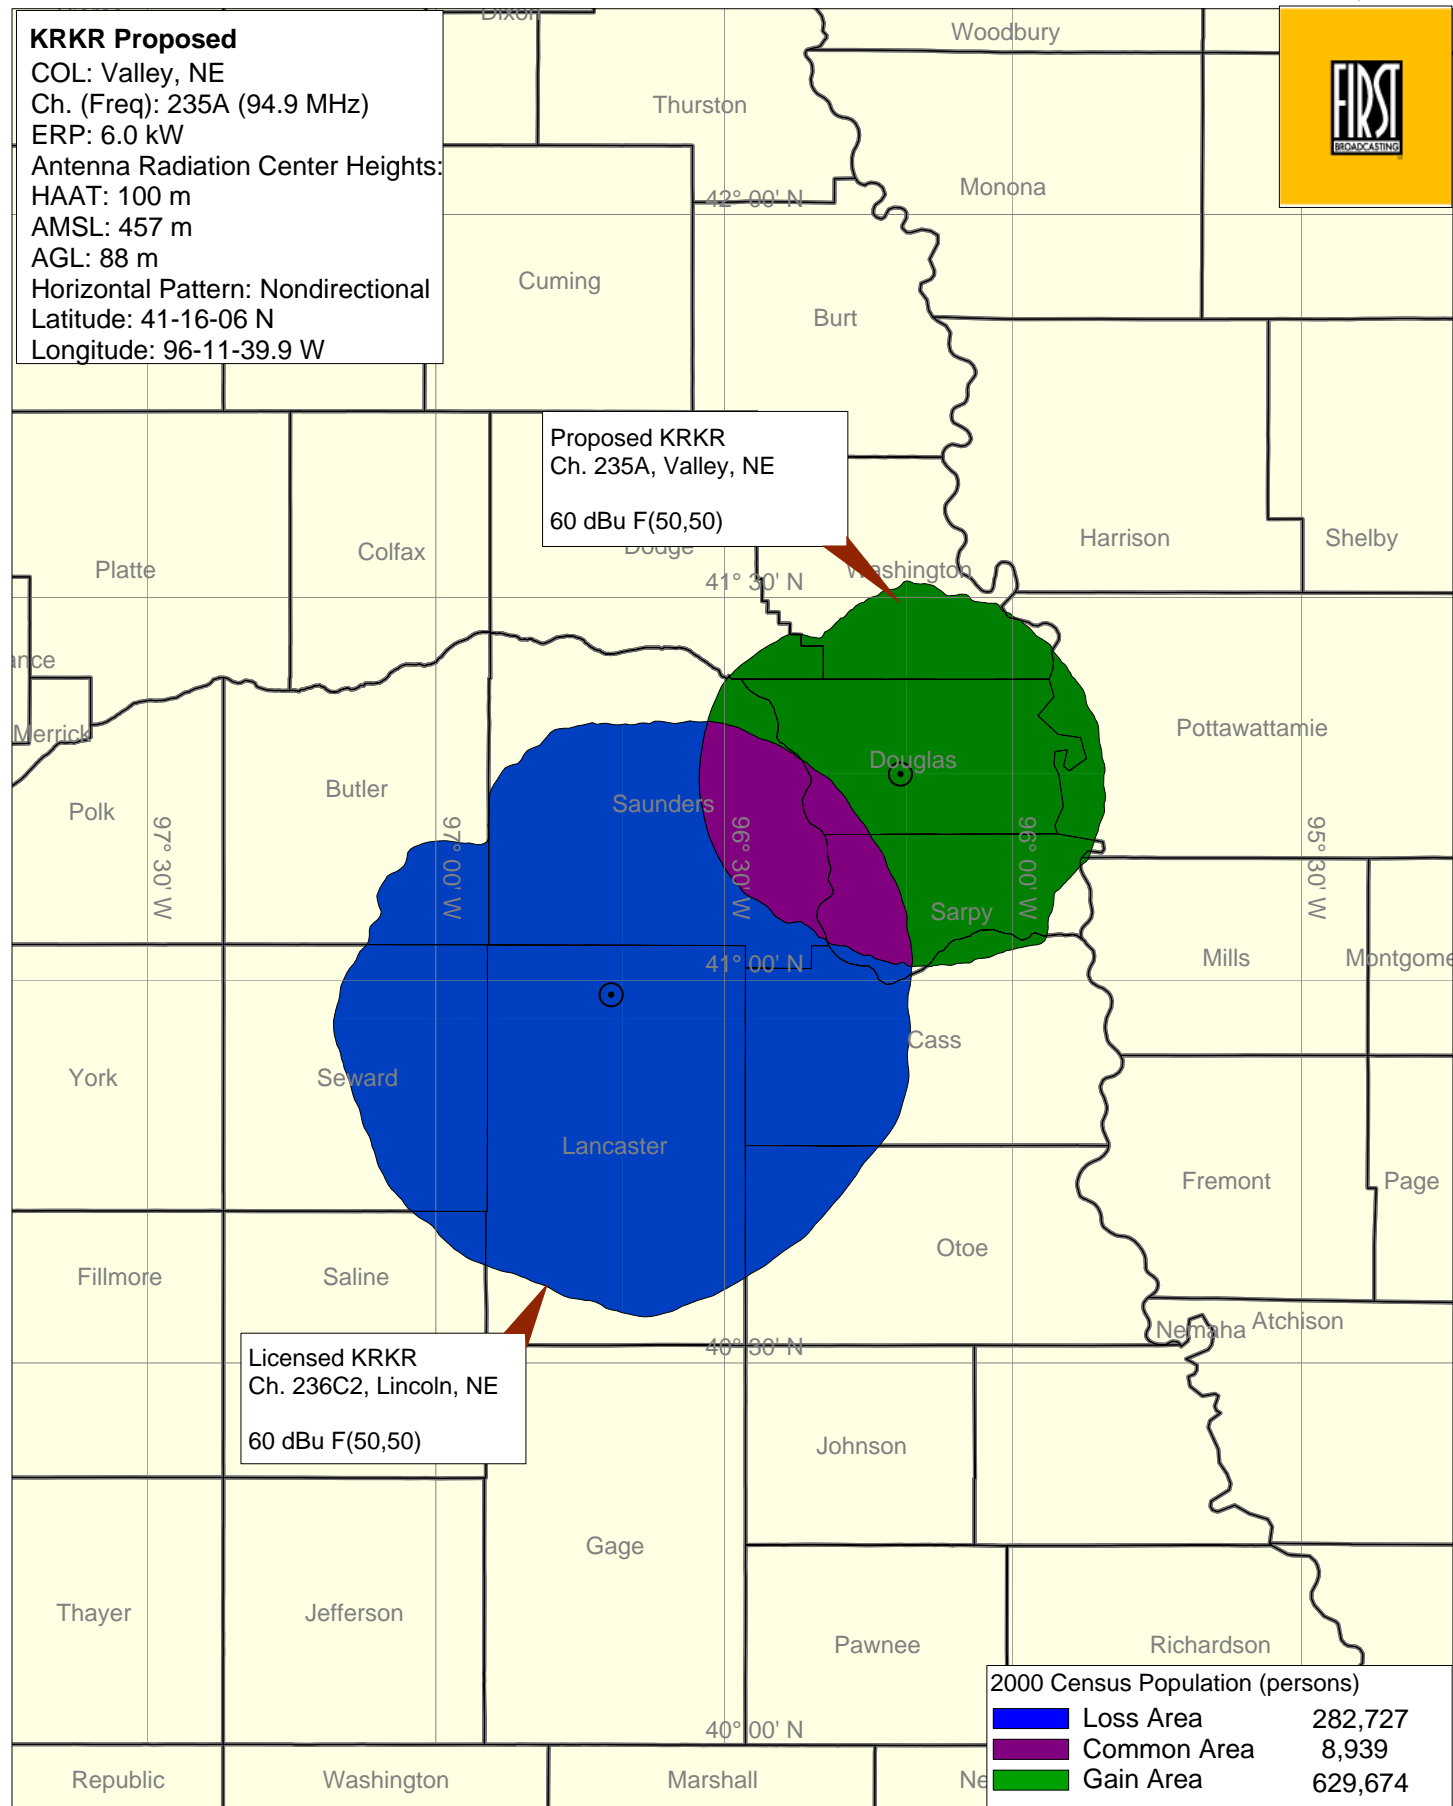 KRKR Proposed
COL: Valley, NE
Ch. (Freq): 235A (94.9 MHz)
ERP: 6.0 kW
Antenna Radiation Center Heights:
HAAT: 100 m
AMSL: 457 m
AGL: 88 m
Horizontal Pattern: Nondirectional
Latitude: 41-16-06 N
Longitude: 96-11-39.9 W
Dixon
Woodbury
FIRST
BROADCASTING
Thurston
Monona
42° 00' N
Cuming
Burt
Proposed KRKR
Ch. 235A, Valley, NE
60 dBu F(50,50)
Dodge
Harrison
Shelby
Colfax
Platte
Washington
41° 30' N
ance
Merrick
Pottawattamie
Douglas
Butler
Saunders
Polk
97° 30' W
97° 00' W
96° 30' W
96° 00' W
95° 30' W
Sarpy
41° 00' N
Mills
Montgome
Cass
York
Seward
Lancaster
Fremont
Page
Otoe
Fillmore
Saline
Nemaha
Atchison
40° 30' N
Licensed KRKR
Ch. 236C2, Lincoln, NE
60 dBu F(50,50)
Johnson
Gage
Thayer
Jefferson
Pawnee
Richardson
2000 Census Population (persons)
Loss Area 282,727
Common Area 8,939
Gain Area 629,674
40° 00' N
Republic
Washington
Marshall
Ne